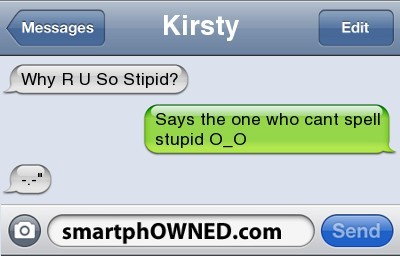 Messages
Kirsty
Edit
Why R U So Stipid?
Says the one who cant spell
stupid O_O
-.-"
smartphOWNED.com
Send